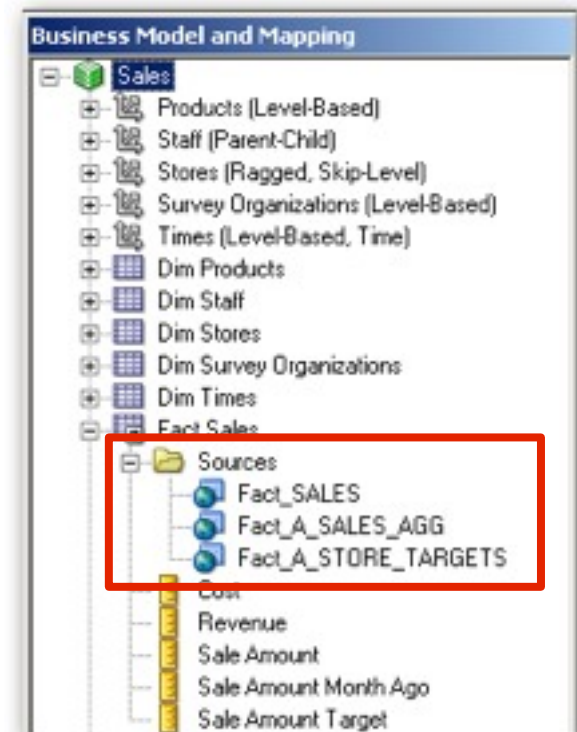 Business Model and Mapping
Sales
Products (Level-Based)
Staff (Parent-Child)
Stores (Ragged, Skip-Level)
Survey Organizations (Level-Based)
Times (Level-Based, Time)
Dim Products
Dim Staff
Dim Stores
Dim Survey Organizations
Dim Times
Fact Sales
Sources
Fact_SALES
Fact_A_SALES_AGG
Fact_A_STORE_TARGETS
Cost
Revenue
Sale Amount
Sale Amount Month Ago
Sale Amount Target